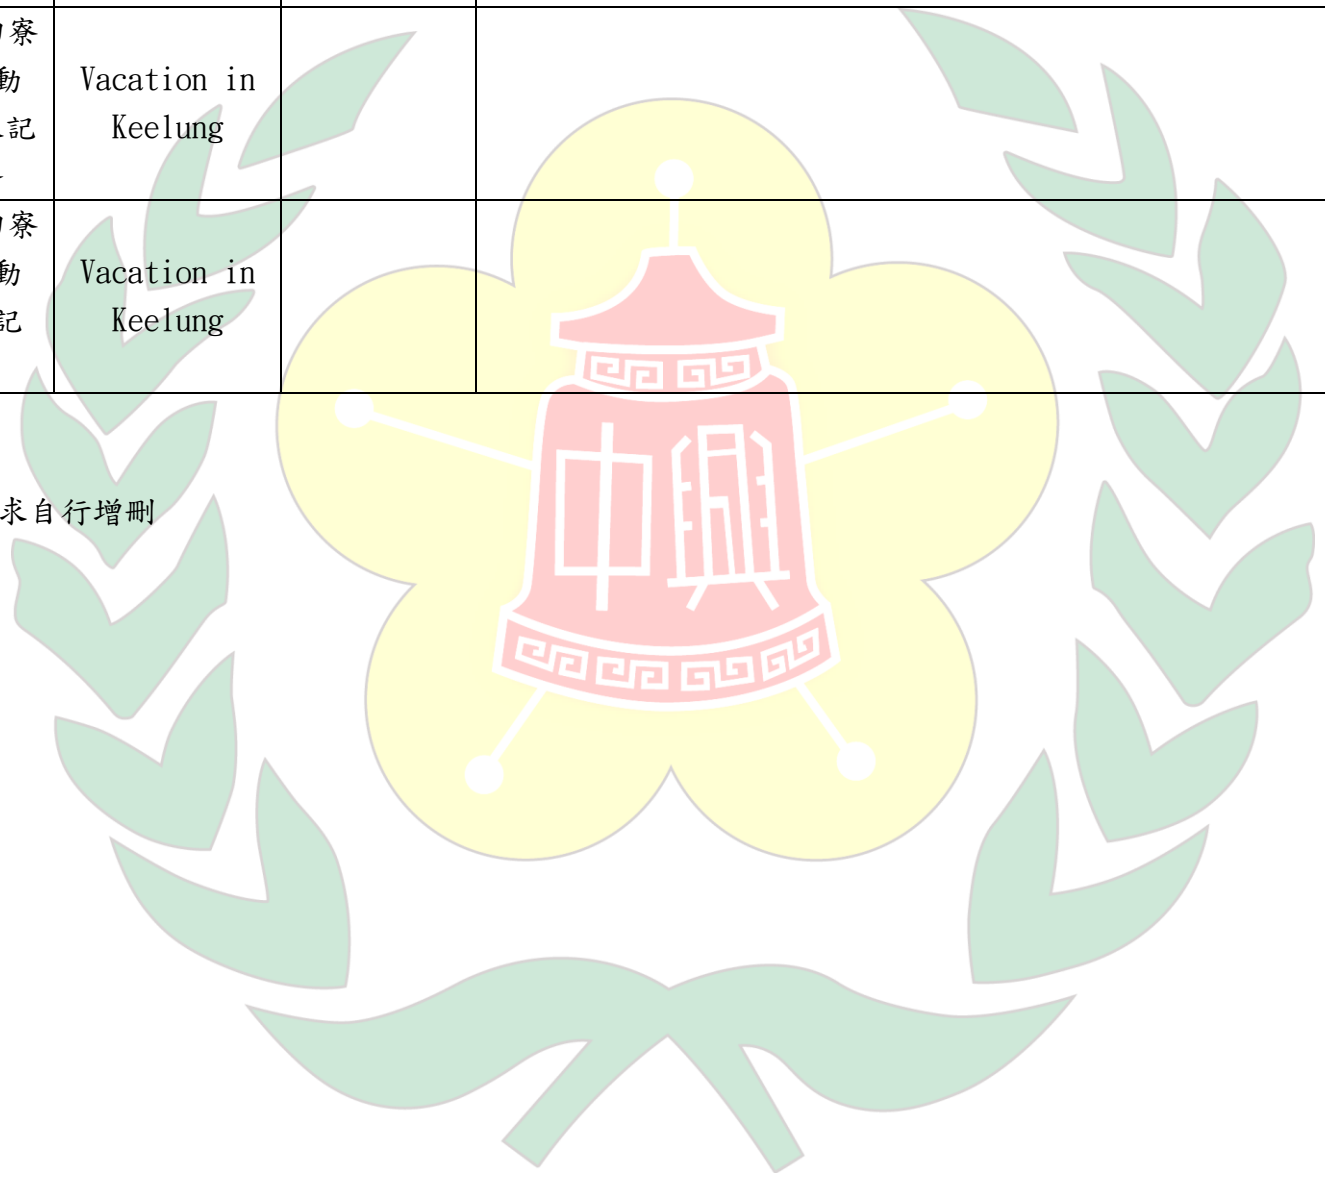 寮
動
Vacation in
記
Keelung
寮
動
Vacation in
記
Keelung
中興
求自行增刪